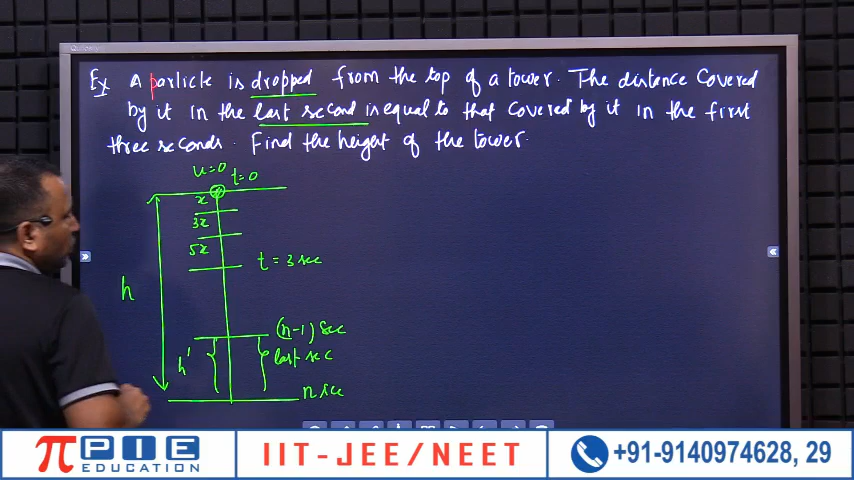 Ex A particle is dropped from the top of a tower. The distance covered
by it in the last second is equal to that covered by it in the first
three seconds. Find the height of the tower.
u=0 t=0
x
3x
5x
t = 3 sec
h
(n-1) sec
h' last sec
n sec
π PIE EDUCATION
IIT-JEE/NEET
+91-9140974628, 29